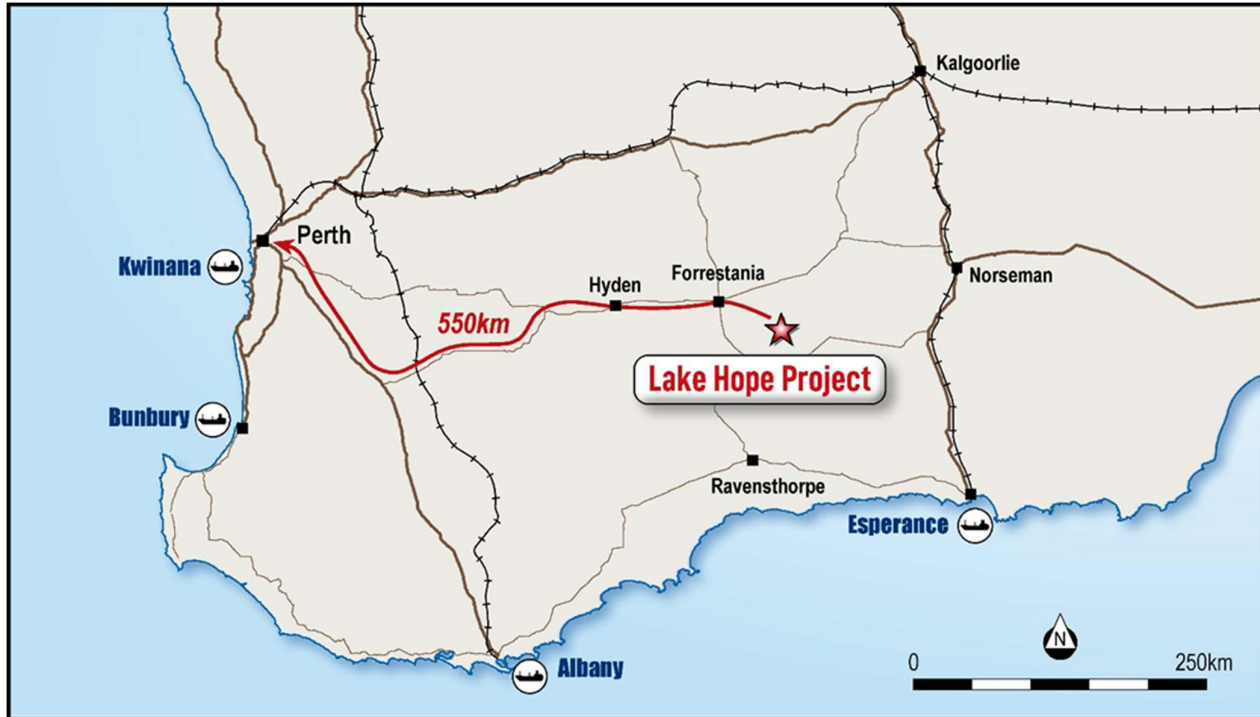 Kalgoorlie
Perth
Kwinana
Forrestania
Norseman
Hyden
550km
Lake Hope Project
Bunbury
Ravensthorpe
Esperance
N
Albany
0
250km